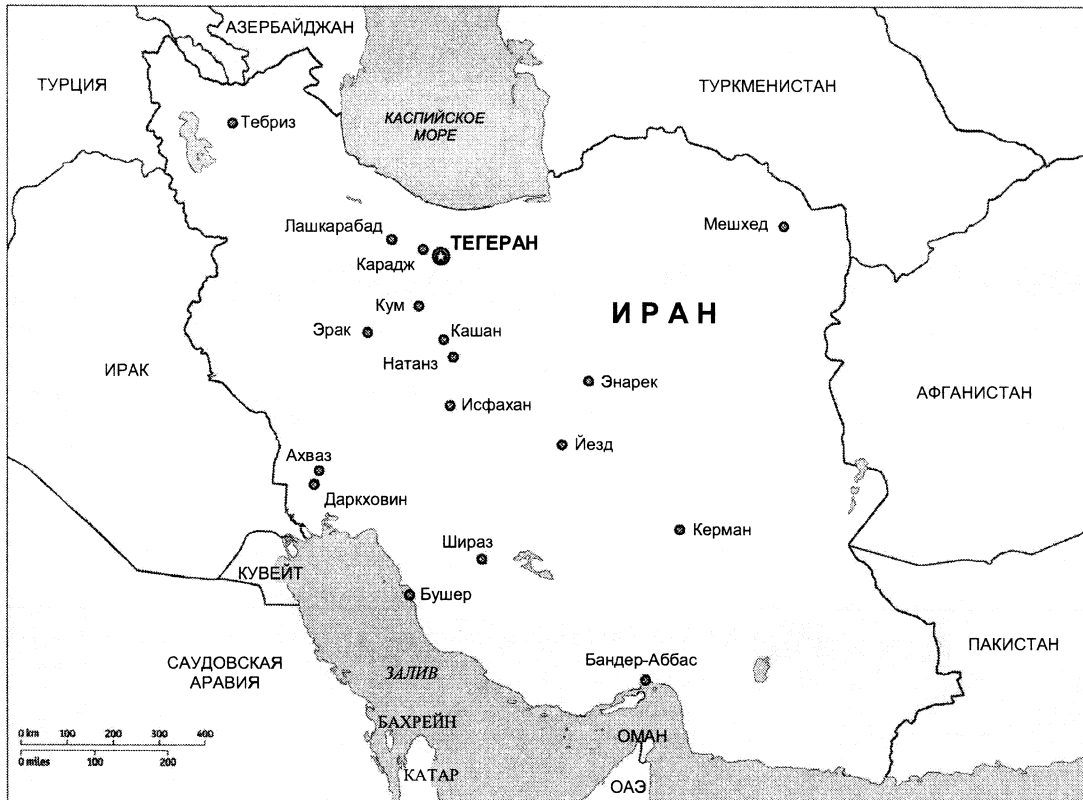 АЗЕРБАЙДЖАН
ТУРЦИЯ
ТУРКМЕНИСТАН
КАСПИЙСКОЕ
МОРЕ
Тебриз
Лашкарабад
ТЕГЕРАН
Мешхед
Карадж
Кум
ИРАН
Эрак
Кашан
Натанз
ИРАК
Энарек
АФГАНИСТАН
Исфахан
Йезд
Ахваз
Даркховин
Керман
Шираз
КУВЕЙТ
Бушер
ПАКИСТАН
САУДОВСКАЯ
АРАВИЯ
ЗАЛИВ
Бандер-Аббас
БАХРЕЙН
ОМАН
КАТАР
ОАЭ
0 km 100 200 300 400
0 miles 100 200